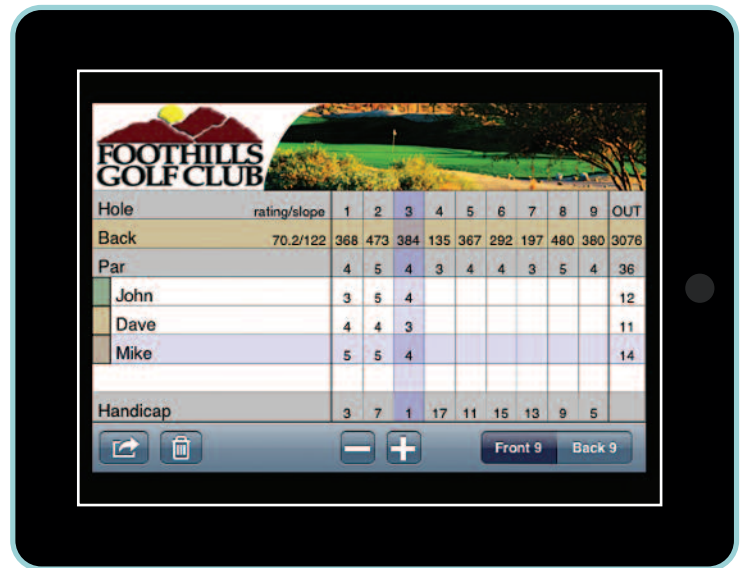 FOOTHILLS
GOLF CLUB
Hole rating/slope 1 2 3 4 5 6 7 8 9 OUT
Back 70.2/122 368 473 384 135 367 292 197 480 380 3076
Par 4 5 4 3 4 4 3 5 4 36
John 3 5 4 12
Dave 4 4 3 11
Mike 5 5 4 14
Handicap 3 7 1 17 11 15 13 9 5
Front 9 Back 9